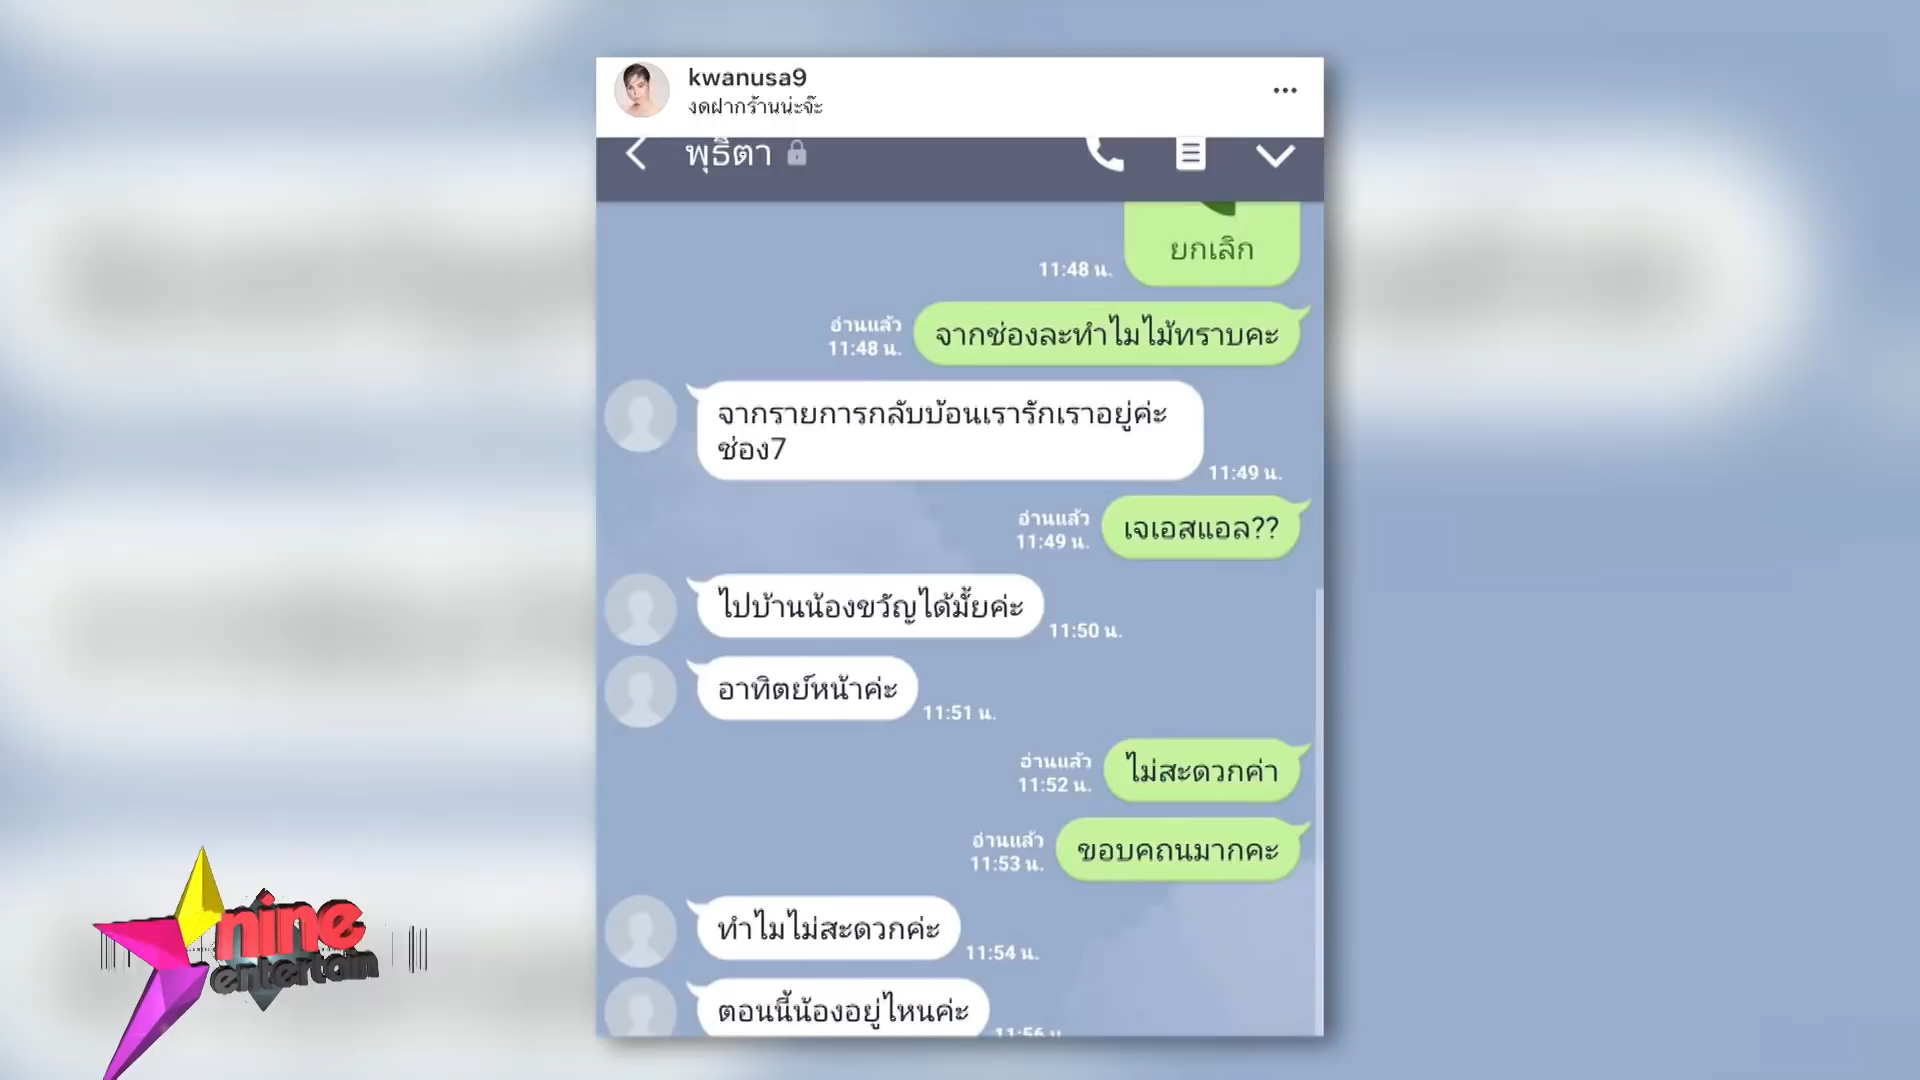 kwanusa9
งดฝากร้านน่ะจ๊ะ
พุธิตา
ยกเลิก
11:48 น.
จากช่องละทำไมไม้ทราบคะ
อ่านแล้ว
11:48 น.
จากรายการกลับบ้อนเรารักเราอยู่ค่ะ
ช่อง7
11:49 น.
เจเอสแอล??
อ่านแล้ว
11:49 น.
ไปบ้านน้องขวัญได้มั้ยค่ะ
11:50 น.
อาทิตย์หน้าค่ะ
11:51 น.
ไม่สะดวกค่า
อ่านแล้ว
11:52 น.
ขอบคถนมากคะ
อ่านแล้ว
11:53 น.
ทำไมไม่สะดวกค่ะ
11:54 น.
ตอนนี้น้องอยู่ไหนค่ะ
11:56 น.
nine
entertain